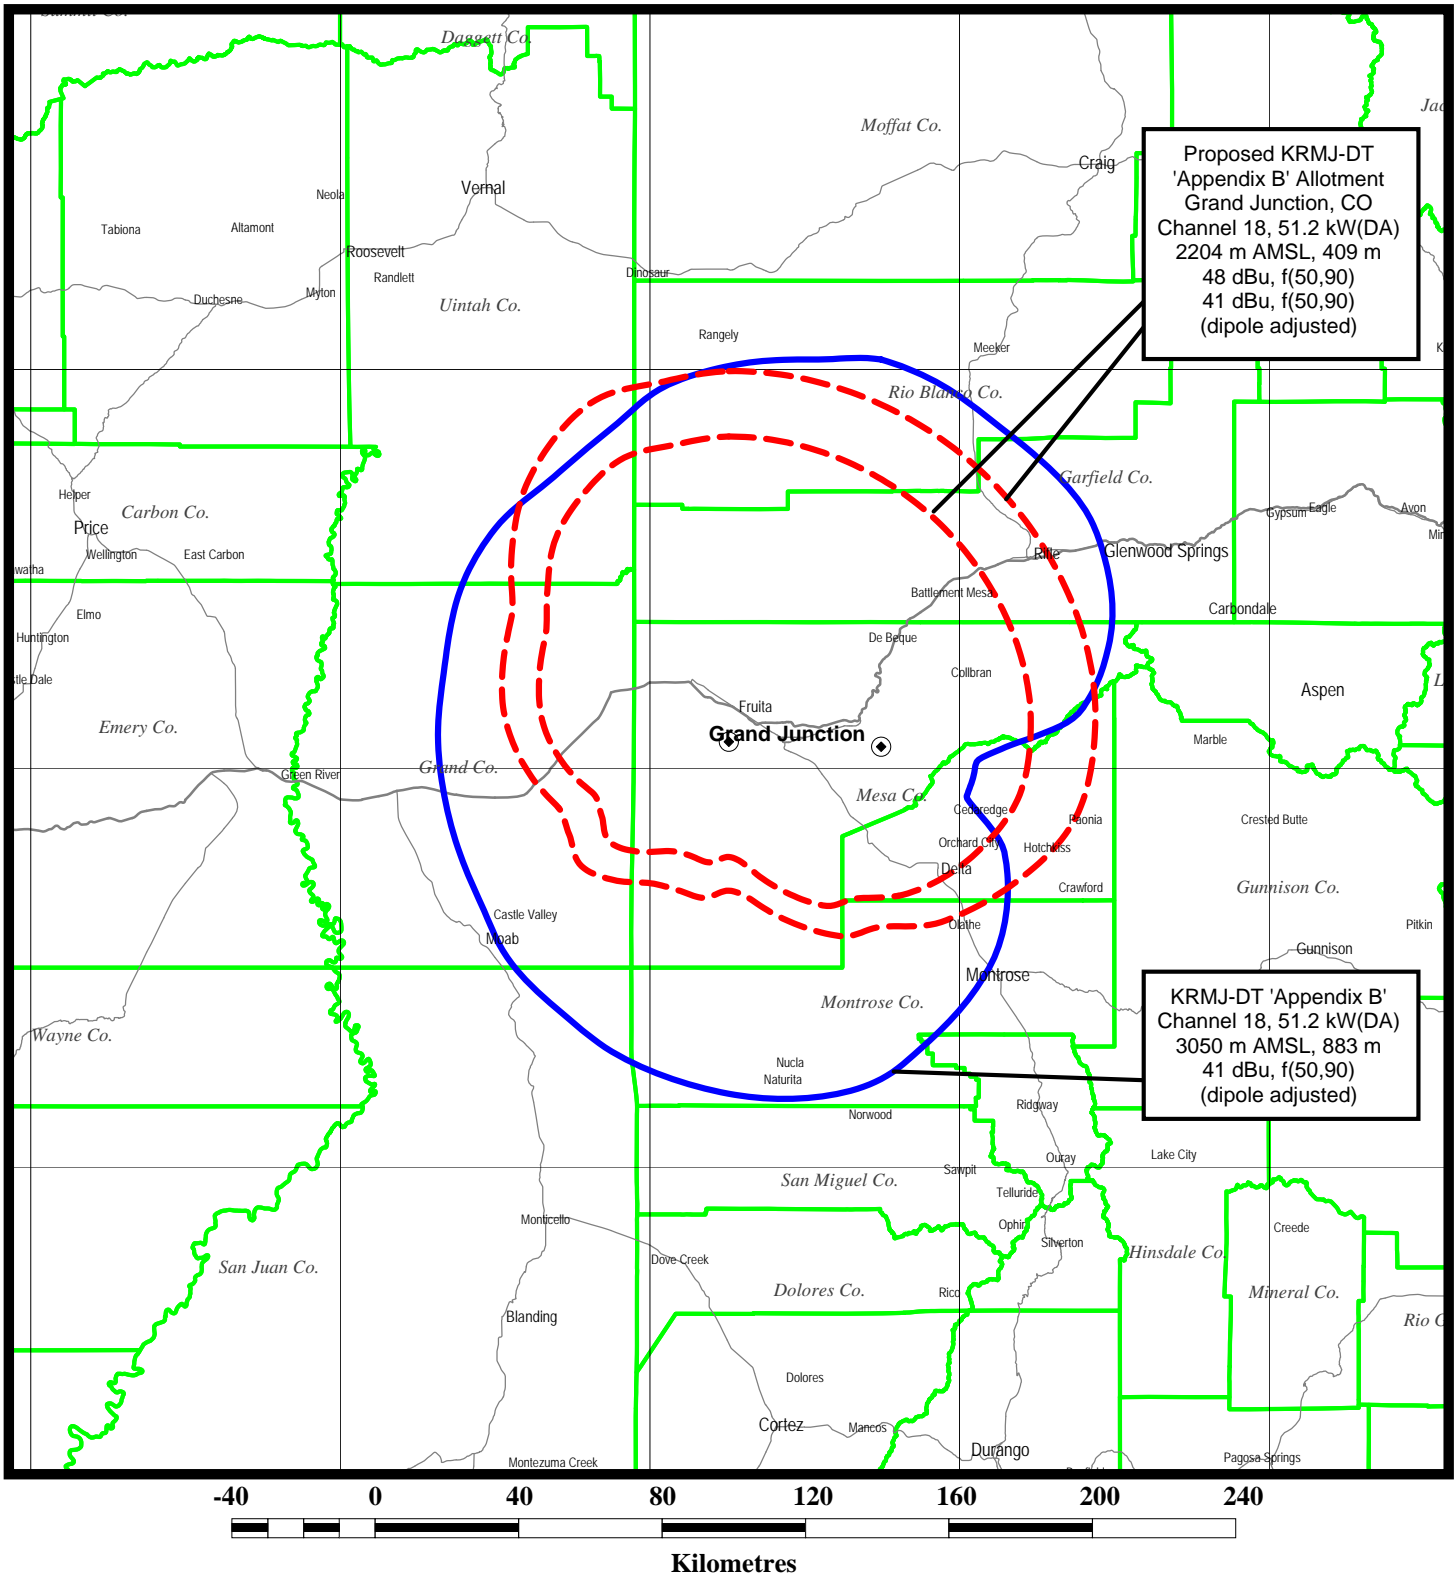 Daggett Co.
Moffat Co.
Craig
Proposed KRMJ-DT
'Appendix B' Allotment
Grand Junction, CO
Channel 18, 51.2 kW(DA)
2204 m AMSL, 409 m
48 dBu, f(50,90)
41 dBu, f(50,90)
(dipole adjusted)
Vernal
Neola
Tabiona
Altamont
Roosevelt
Randlett
Dinosaur
Duchesne
Myton
Uintah Co.
Rangely
Meeker
Rio Blanco Co.
Garfield Co.
Helper
Carbon Co.
Price
Wellington
East Carbon
Gypsum
Eagle
Avon
Rifle
Glenwood Springs
Battlement Mesa
Carbondale
Elmo
Huntington
De Beque
Collbran
Aspen
Fruita
Emery Co.
Grand Junction
Marble
Grand Co.
Green River
Mesa Co.
Cedaredge
Paonia
Crested Butte
Orchard City
Hotchkiss
Delta
Crawford
Gunnison Co.
Castle Valley
Moab
Olathe
Pitkin
Gunnison
Montrose
Montrose Co.
Wayne Co.
KRMJ-DT 'Appendix B'
Channel 18, 51.2 kW(DA)
3050 m AMSL, 883 m
41 dBu, f(50,90)
(dipole adjusted)
Nucla
Naturita
Norwood
Ridgway
Ouray
Lake City
Sawpit
San Miguel Co.
Telluride
Monticello
Ophir
Silverton
Creede
Hinsdale Co.
San Juan Co.
Dove Creek
Dolores Co.
Rico
Mineral Co.
Blanding
Dolores
Cortez
Mancos
Durango
Montezuma Creek
Pagosa Springs
-40 0 40 80 120 160 200 240
Kilometres